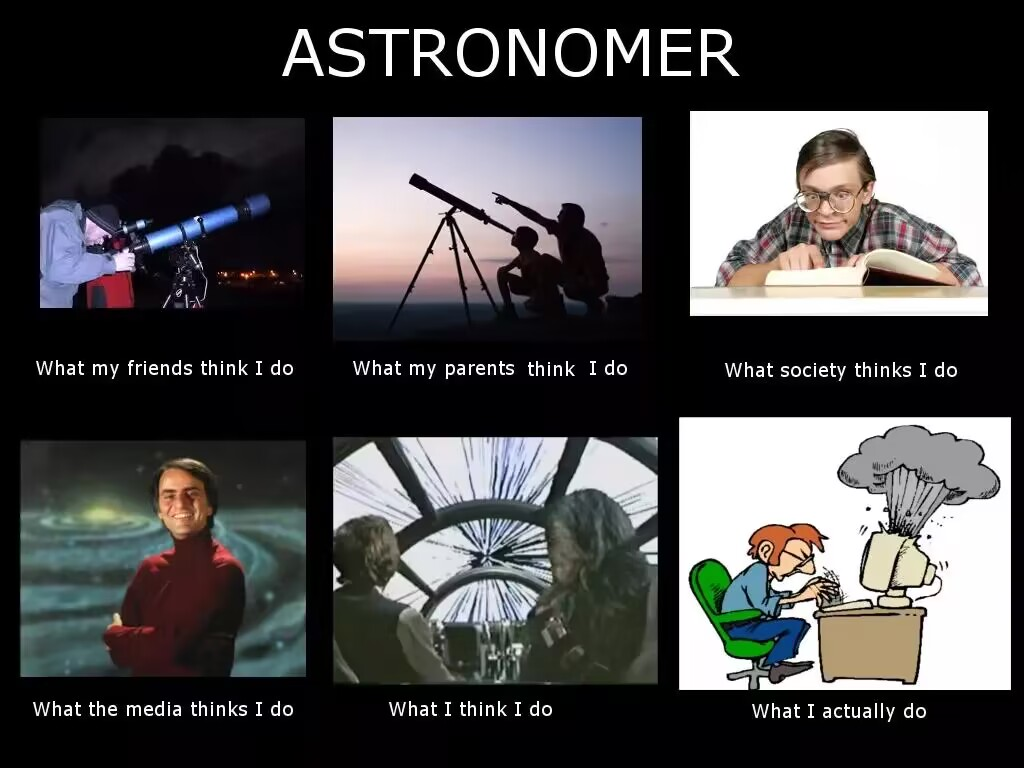 ASTRONOMER
What my friends think I do
What my parents think I do
What society thinks I do
What the media thinks I do
What I think I do
What I actually do